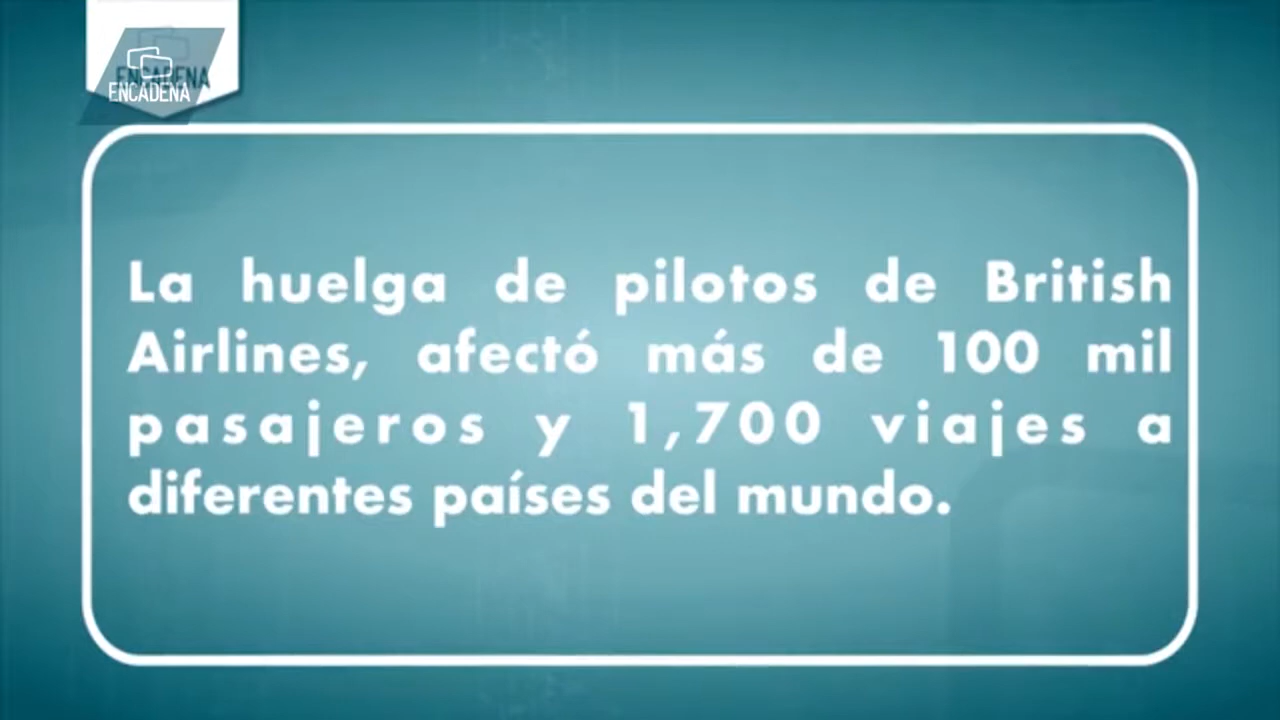 ENCADENA
ENCADENA
La huelga de pilotos de British
Airlines, afectó más de 100 mil
pasajeros y 1,700 viajes a
diferentes países del mundo.